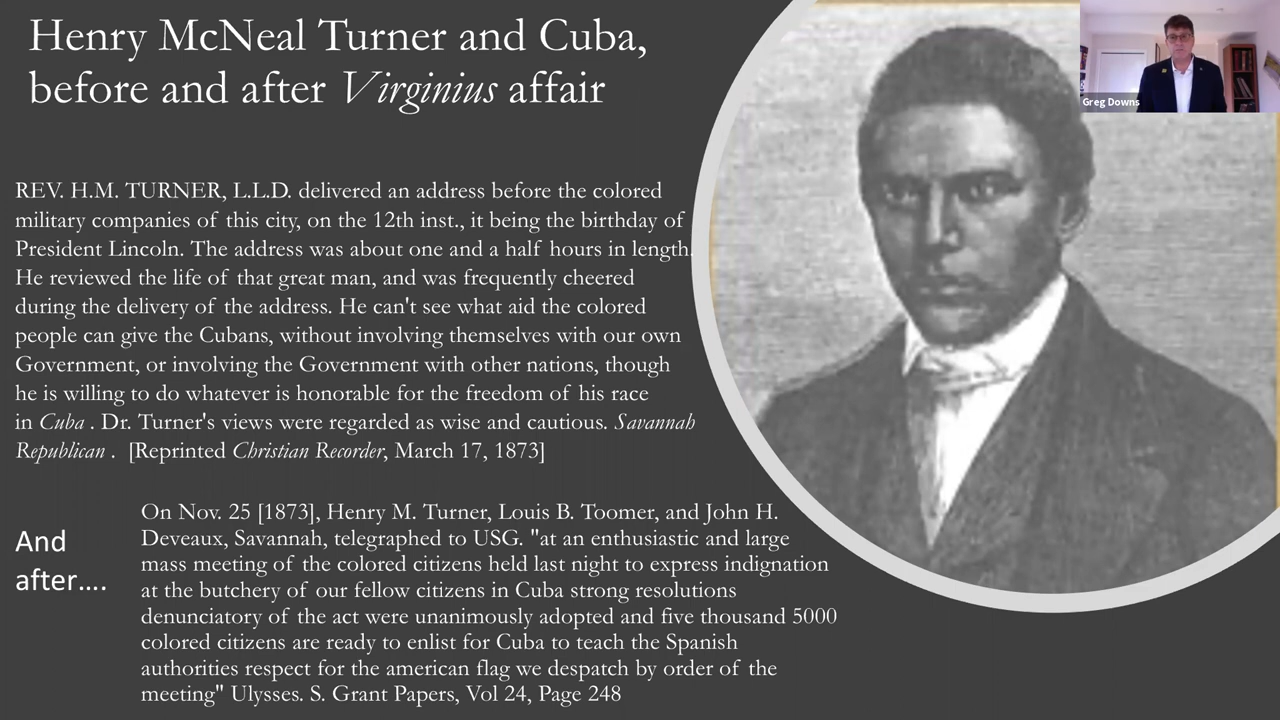 Henry McNeal Turner and Cuba,
before and after Virginius affair
Greg Downs
REV. H.M. TURNER, L.L.D. delivered an address before the colored
military companies of this city, on the 12th inst., it being the birthday of
President Lincoln. The address was about one and a half hours in length.
He reviewed the life of that great man, and was frequently cheered
during the delivery of the address. He can't see what aid the colored
people can give the Cubans, without involving themselves with our own
Government, or involving the Government with other nations, though
he is willing to do whatever is honorable for the freedom of his race
in Cuba . Dr. Turner's views were regarded as wise and cautious. Savannah
Republican . [Reprinted Christian Recorder, March 17, 1873]
And
after....
On Nov. 25 [1873], Henry M. Turner, Louis B. Toomer, and John H.
Deveaux, Savannah, telegraphed to USG. "at an enthusiastic and large
mass meeting of the colored citizens held last night to express indignation
at the butchery of our fellow citizens in Cuba strong resolutions
denunciatory of the act were unanimously adopted and five thousand 5000
colored citizens are ready to enlist for Cuba to teach the Spanish
authorities respect for the american flag we despatch by order of the
meeting" Ulysses. S. Grant Papers, Vol 24, Page 248